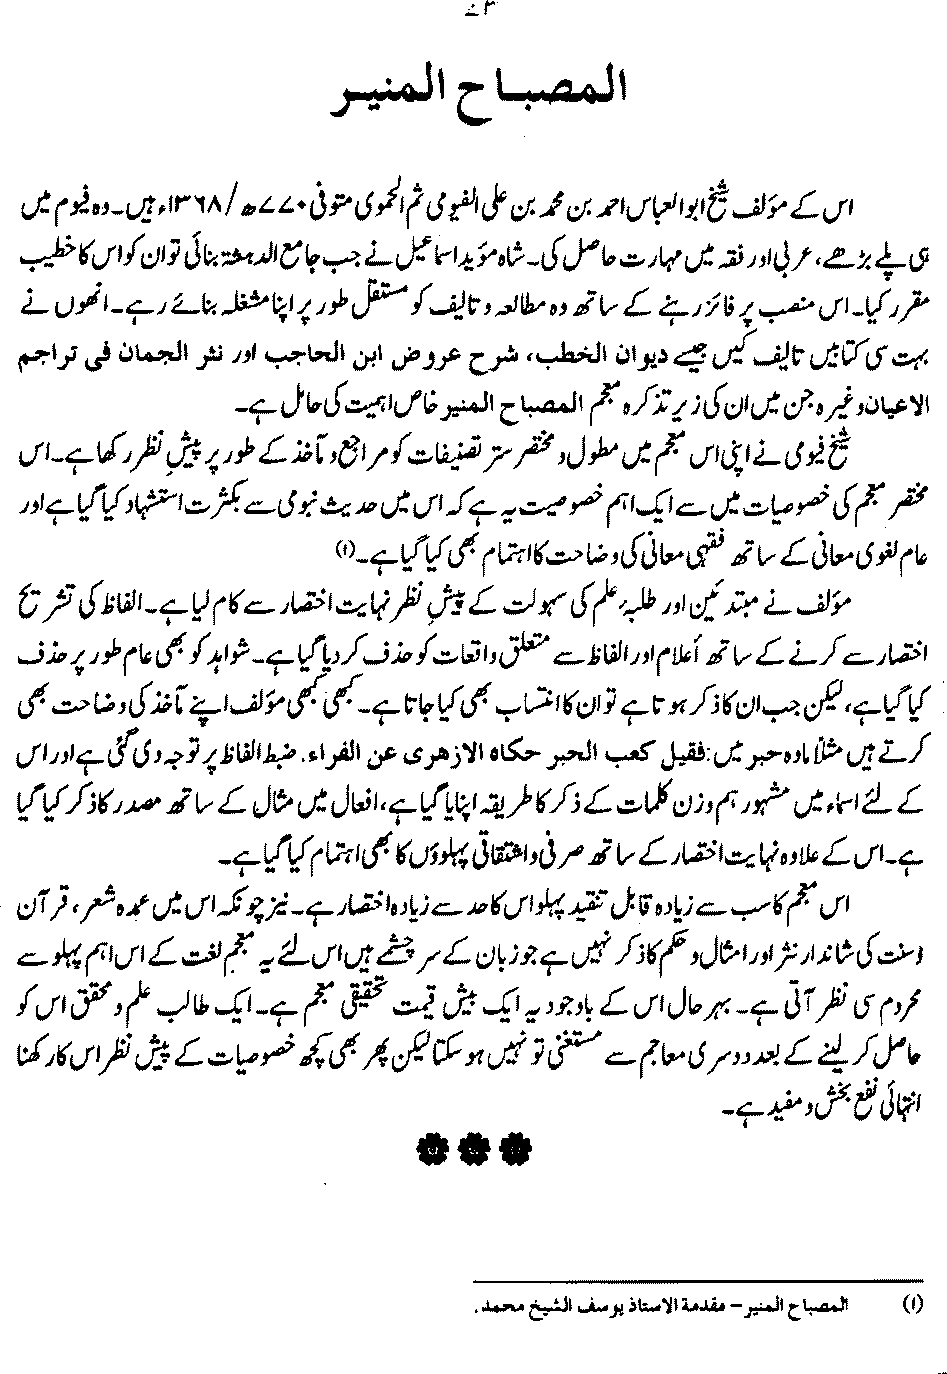 ۷۳
المصباح المنیر
اس کے مؤلف شیخ ابوالعباس احمد بن محمد بن علی الفیومی ثم الحموی متوفی ۷۷۰ھ/۱۳۶۸ء ہیں۔ وہ فیوم میں
ہی پلے بڑھے، عربی اور فقہ میں مہارت حاصل کی۔ شاہ مؤید اسماعیل نے جب جامع الدہشۃ بنائی تو ان کو اس کا خطیب
مقرر کیا۔ اس منصب پر فائز رہنے کے ساتھ وہ مطالعہ و تالیف کو مستقل طور پر اپنا مشغلہ بنائے رہے۔ انھوں نے
بہت سی کتابیں تالیف کیں جیسے دیوان الخطب، شرح عروض ابن الحاجب اور نثر الجمان فی تراجم
الاعیان وغیرہ جن میں ان کی زیر تذکرہ معجم المصباح المنیر خاص اہمیت کی حامل ہے۔
شیخ فیومی نے اپنی اس معجم میں مطول و مختصر ستر تصنیفات کو مراجع و مآخذ کے طور پر پیشِ نظر رکھا ہے۔ اس
مختصر معجم کی خصوصیات میں سے ایک اہم خصوصیت یہ ہے کہ اس میں حدیث نبوی سے بکثرت استشہاد کیا گیا ہے اور
عام لغوی معانی کے ساتھ فقہی معانی کی وضاحت کا اہتمام بھی کیا گیا ہے۔(۱)
مؤلف نے مبتدئین اور طلبۂ علم کی سہولت کے پیشِ نظر نہایت اختصار سے کام لیا ہے۔ الفاظ کی تشریح
اختصار سے کرنے کے ساتھ أعلام اور الفاظ سے متعلق واقعات کو حذف کر دیا گیا ہے۔ شواہد کو بھی عام طور پر حذف
کیا گیا ہے، لیکن جب ان کا ذکر ہوتا ہے تو ان کا انتساب بھی کیا جاتا ہے۔ کبھی کبھی مؤلف اپنے مآخذ کی وضاحت بھی
کرتے ہیں مثلاً مادہ حبر میں: فقیل کعب الحبر حکاہ الازھری عن الفراء. ضبط الفاظ پر توجہ دی گئی ہے اور اس
کے لئے اسماء میں مشہور ہم وزن کلمات کے ذکر کا طریقہ اپنایا گیا ہے، افعال میں مثال کے ساتھ مصدر کا ذکر کیا گیا
ہے۔ اس کے علاوہ نہایت اختصار کے ساتھ صرفی و اشتقاقی پہلوؤں کا بھی اہتمام کیا گیا ہے۔
اس معجم کا سب سے زیادہ قابل تنقید پہلو اس کا حد سے زیادہ اختصار ہے۔ نیز چونکہ اس میں عمدہ شعر، قرآن
وسنت کی شاندار نثر اور امثال و حکم کا ذکر نہیں ہے جو زبان کے سرچشمے ہیں اس لئے یہ معجم لغت کے اس اہم پہلو سے
محروم سی نظر آتی ہے۔ بہر حال اس کے باوجود یہ ایک بیش قیمت تحقیقی معجم ہے۔ ایک طالب علم و محقق اس کو
حاصل کر لینے کے بعد دوسری معاجم سے مستغنی تو نہیں ہو سکتا لیکن پھر بھی کچھ خصوصیات کے پیش نظر اس کا رکھنا
انتہائی نفع بخش و مفید ہے۔
(۱) المصباح المنیر – مقدمة الاستاذ یوسف الشیخ محمد.